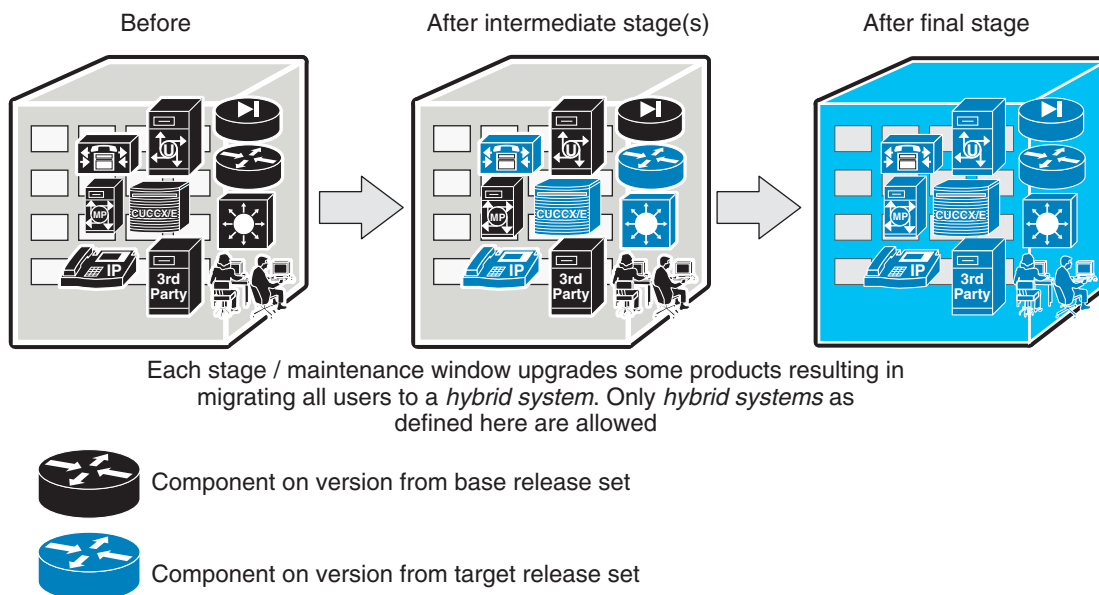 Before
After intermediate stage(s)
After final stage
U
MP
CUCCX/E
IP
3rd
Party
U
MP
CUCCX/E
IP
3rd
Party
U
MP
CUCCX/E
IP
3rd
Party
Each stage / maintenance window upgrades some products resulting in
migrating all users to a hybrid system. Only hybrid systems as
defined here are allowed
Component on version from base release set
Component on version from target release set